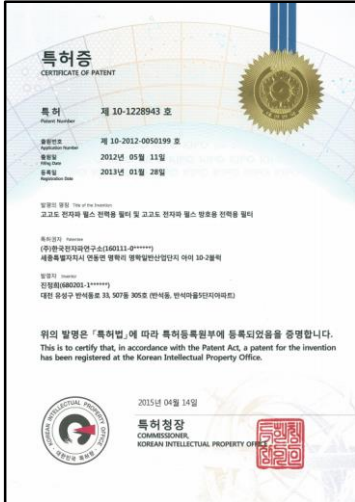 특허증
CERTIFICATE OF PATENT
특허 제 10-1228943 호
Patent Number
출원번호 제 10-2012-0050199 호
Application Number
출원일 2012년 05월 11일
Filing Date
등록일 2013년 01월 28일
Registration Date
발명의 명칭 Title of the Invention
고고도 전자파 펄스 전력용 필터 및 고고도 전자파 펄스 방호용 전력용 필터
특허권자 Patentee
(주)한국전자파연구소(160111-0******)
세종특별자치시 연동면 명학리 명학일반산업단지 아이 10-2블럭
발명자 Inventor
진정희(680201-1******)
대전 유성구 반석동로 33, 507동 305호 (반석동, 반석마을5단지아파트)
위의 발명은 「특허법」에 따라 특허등록원부에 등록되었음을 증명합니다.
This is to certify that, in accordance with the Patent Act, a patent for the invention
has been registered at the Korean Intellectual Property Office.
2015년 04월 14일
특허청장
COMMISSIONER,
KOREAN INTELLECTUAL PROPERTY OFFICE
KOREAN INTELLECTUAL PROPERTY OFFICE
대한민국 특허청